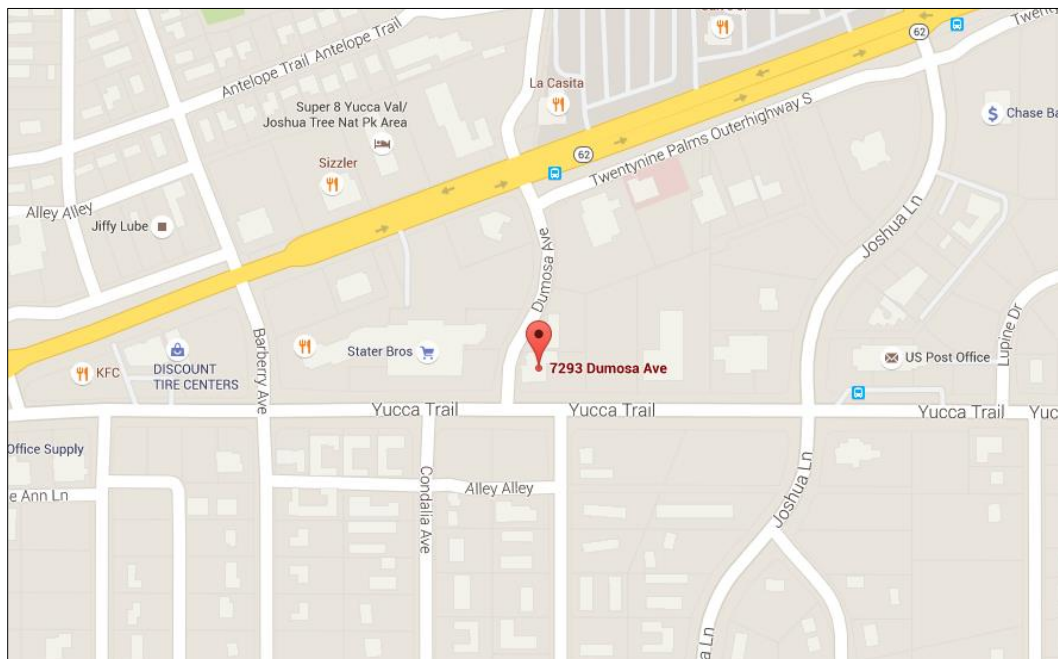 62
Twenty
La Casita
Antelope Trail Antelope Trail
Super 8 Yucca Val/
Joshua Tree Nat Pk Area
Chase Ba
62
Sizzler
Twentynine Palms Outerhighway S
Alley Alley
Jiffy Lube
Joshua Ln
Dumosa Ave
Barberry Ave
Lupine Dr
Stater Bros
US Post Office
KFC
DISCOUNT
TIRE CENTERS
7293 Dumosa Ave
Yucca Trail
Yucca Trail
Yucca Trail
Yuc
Office Supply
Condalia Ave
Joshua Ln
e Ann Ln
Alley Alley
a Ln